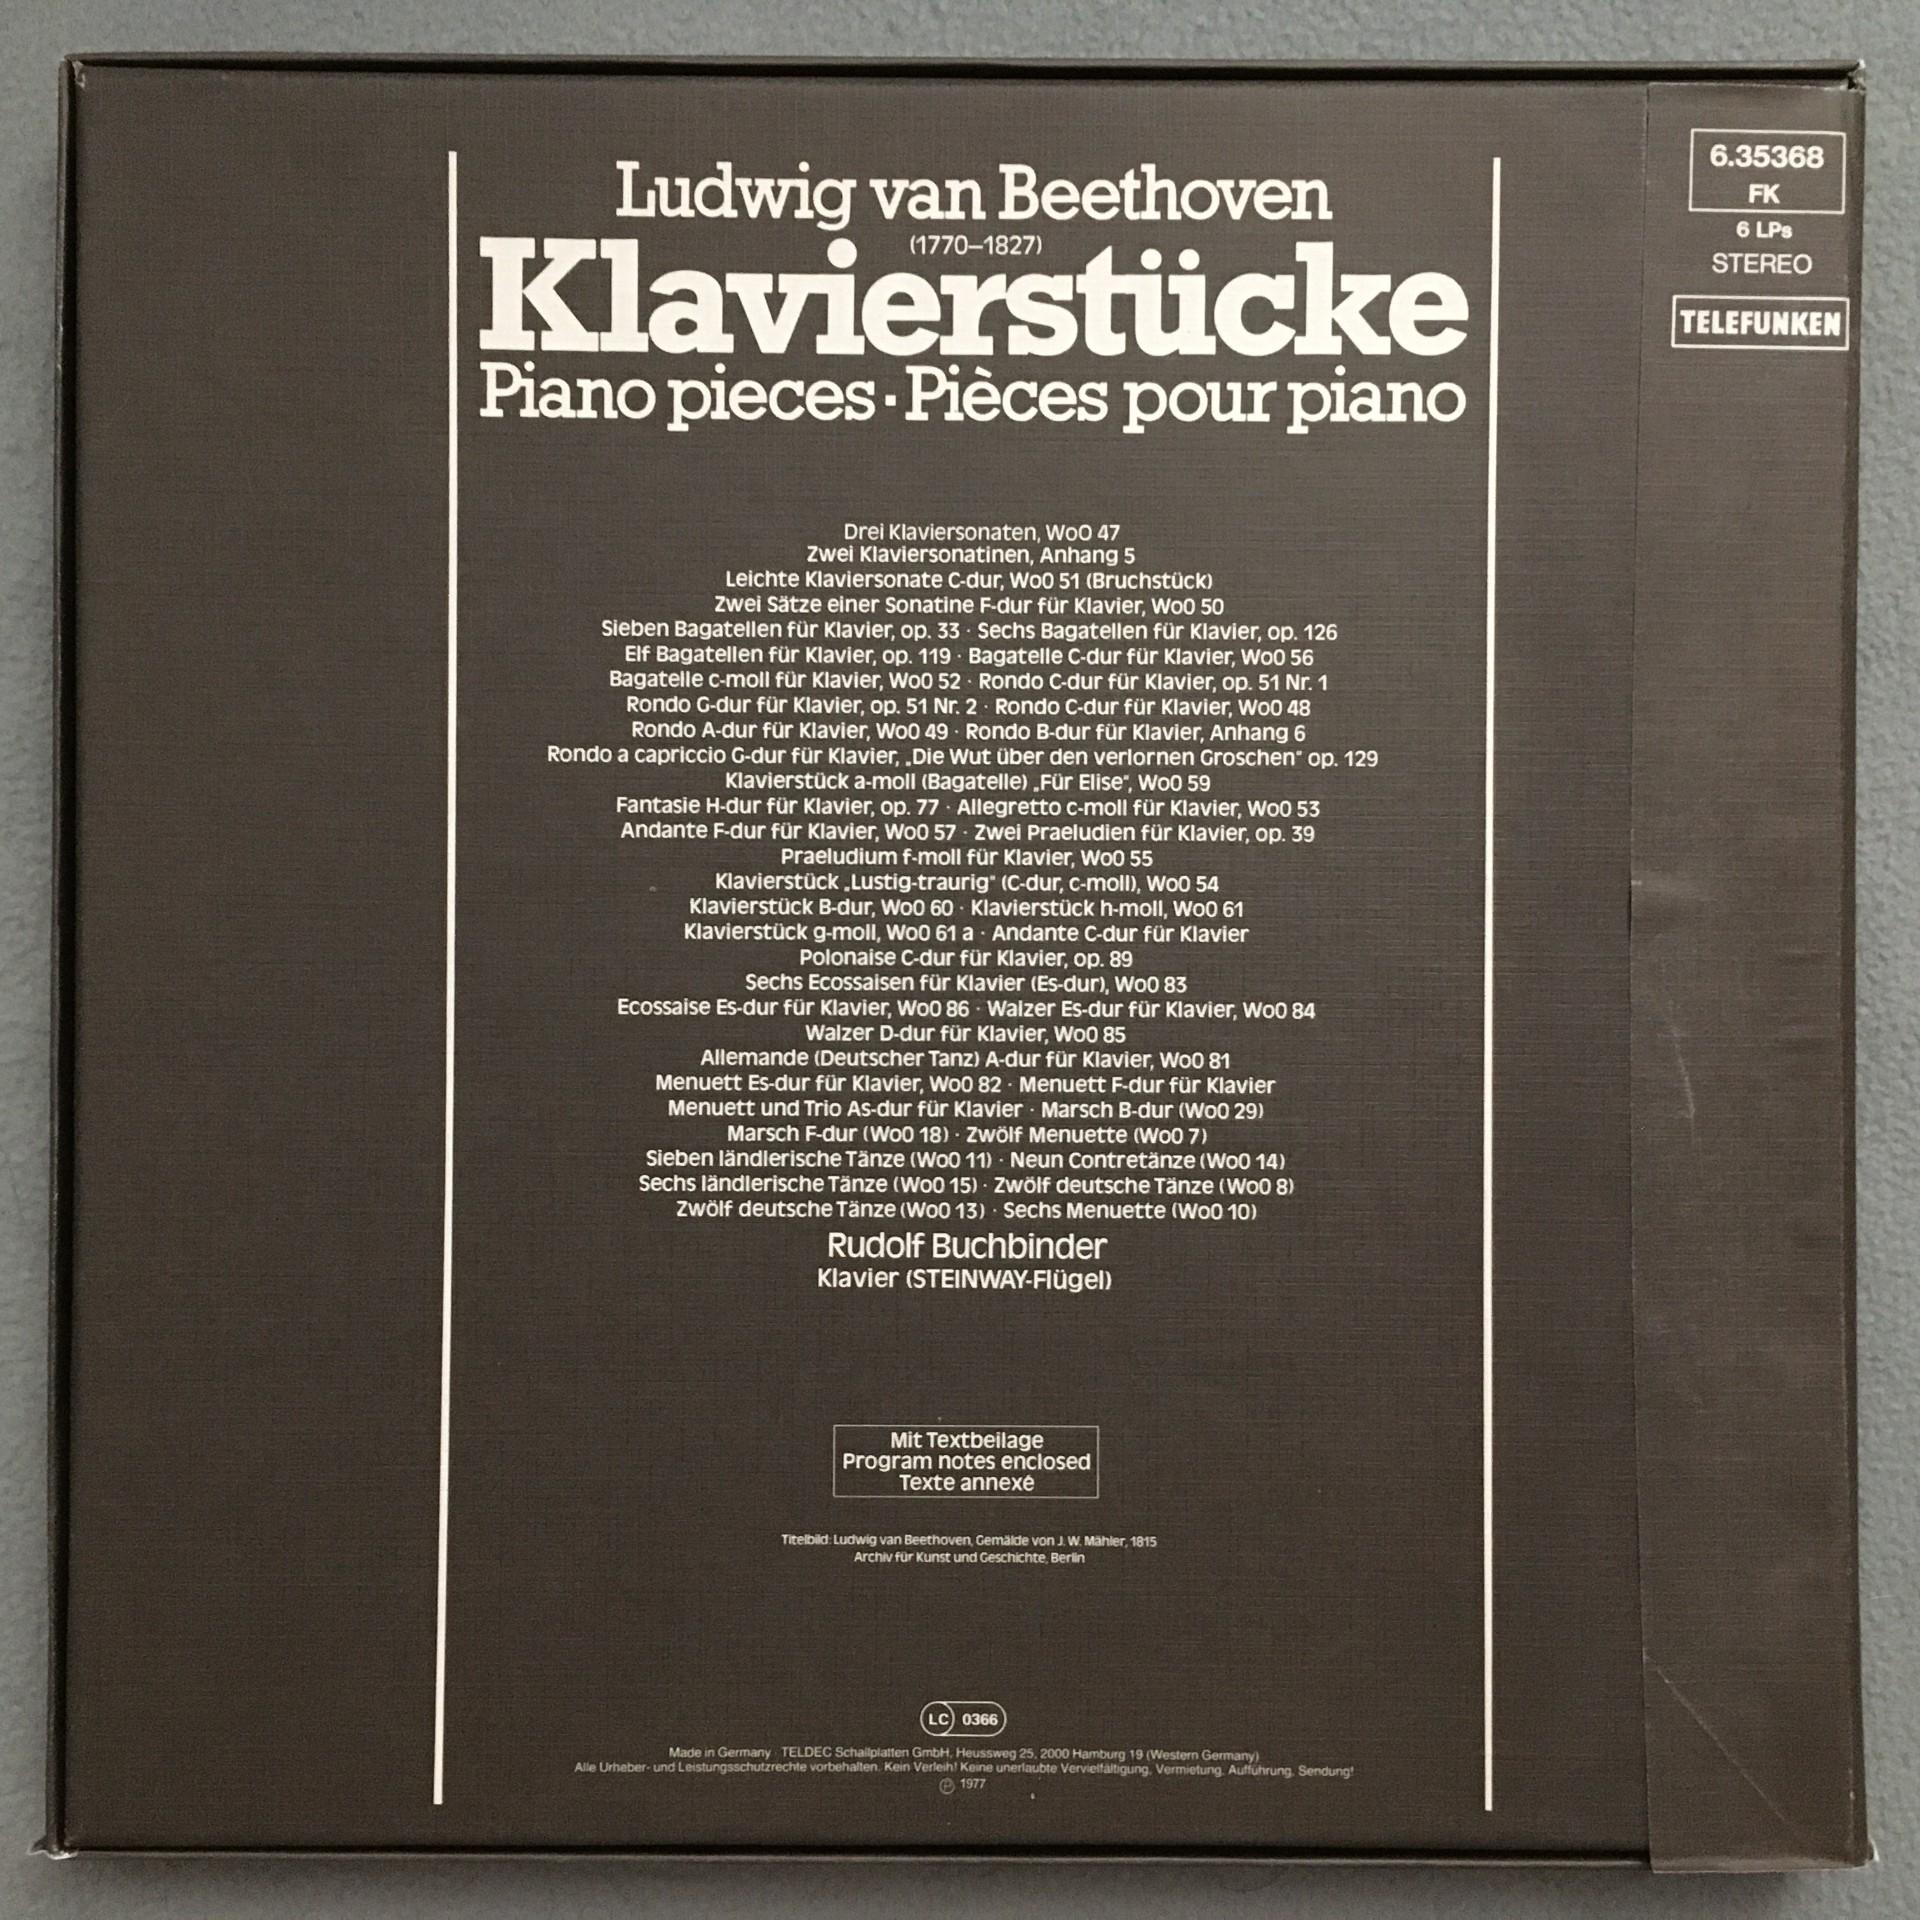 Ludwig van Beethoven
(1770–1827)
Klavierstücke
Piano pieces · Pièces pour piano
6.35368
FK
6 LPs
STEREO
TELEFUNKEN
Drei Klaviersonaten, WoO 47
Zwei Klaviersonatinen, Anhang 5
Leichte Klaviersonate C-dur, WoO 51 (Bruchstück)
Zwei Sätze einer Sonatine F-dur für Klavier, WoO 50
Sieben Bagatellen für Klavier, op. 33 · Sechs Bagatellen für Klavier, op. 126
Elf Bagatellen für Klavier, op. 119 · Bagatelle C-dur für Klavier, WoO 56
Bagatelle c-moll für Klavier, WoO 52 · Rondo C-dur für Klavier, op. 51 Nr. 1
Rondo G-dur für Klavier, op. 51 Nr. 2 · Rondo C-dur für Klavier, WoO 48
Rondo A-dur für Klavier, WoO 49 · Rondo B-dur für Klavier, Anhang 6
Rondo a capriccio G-dur für Klavier, „Die Wut über den verlornen Groschen“ op. 129
Klavierstück a-moll (Bagatelle) „Für Elise“, WoO 59
Fantasie H-dur für Klavier, op. 77 · Allegretto c-moll für Klavier, WoO 53
Andante F-dur für Klavier, WoO 57 · Zwei Praeludien für Klavier, op. 39
Praeludium f-moll für Klavier, WoO 55
Klavierstück „Lustig-traurig“ (C-dur, c-moll), WoO 54
Klavierstück B-dur, WoO 60 · Klavierstück h-moll, WoO 61
Klavierstück g-moll, WoO 61 a · Andante C-dur für Klavier
Polonaise C-dur für Klavier, op. 89
Sechs Ecossaisen für Klavier (Es-dur), WoO 83
Ecossaise Es-dur für Klavier, WoO 86 · Walzer Es-dur für Klavier, WoO 84
Walzer D-dur für Klavier, WoO 85
Allemande (Deutscher Tanz) A-dur für Klavier, WoO 81
Menuett Es-dur für Klavier, WoO 82 · Menuett F-dur für Klavier
Menuett und Trio As-dur für Klavier · Marsch B-dur (WoO 29)
Marsch F-dur (WoO 18) · Zwölf Menuette (WoO 7)
Sieben ländlerische Tänze (WoO 11) · Neun Contretänze (WoO 14)
Sechs ländlerische Tänze (WoO 15) · Zwölf deutsche Tänze (WoO 8)
Zwölf deutsche Tänze (WoO 13) · Sechs Menuette (WoO 10)
Rudolf Buchbinder
Klavier (STEINWAY-Flügel)
Mit Textbeilage
Program notes enclosed
Texte annexé
Titelbild: Ludwig van Beethoven, Gemälde von J. W. Mähler, 1815
Archiv für Kunst und Geschichte, Berlin
LC 0366
Made in Germany · TELDEC Schallplatten GmbH, Heussweg 25, 2000 Hamburg 19 (Western Germany)
Alle Urheber- und Leistungsschutzrechte vorbehalten. Kein Verleih! Keine unerlaubte Vervielfältigung, Vermietung, Aufführung, Sendung!
℗ 1977